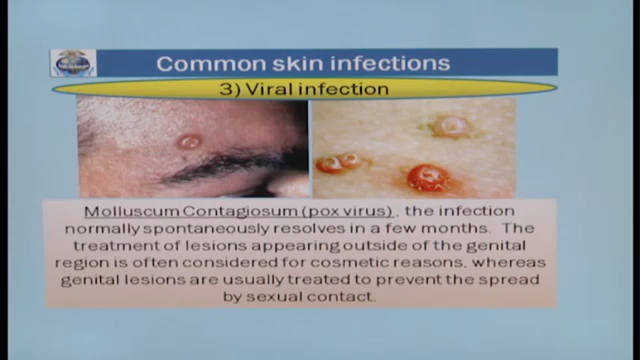 Common skin infections
3) Viral infection
Molluscum Contagiosum (pox virus), the infection
normally spontaneously resolves in a few months. The
treatment of lesions appearing outside of the genital
region is often considered for cosmetic reasons, whereas
genital lesions are usually treated to prevent the spread
by sexual contact.